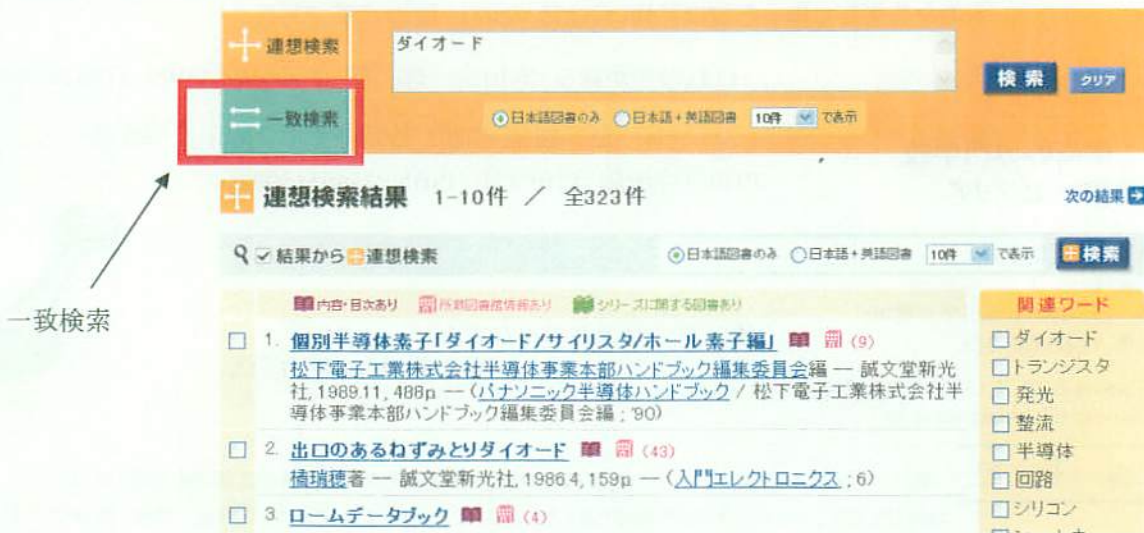 連想検索
ダイオード
検索 クリア
一致検索
日本語図書のみ 日本語+英語図書 10件 で表示
連想検索結果 1-10件 / 全323件
次の結果
結果から連想検索
日本語図書のみ 日本語+英語図書 10件 で表示 検索
一致検索
内容・目次あり 所蔵図書館情報あり シリーズに関する図書あり
関連ワード
1. 個別半導体素子「ダイオード/サイリスタ/ホール素子編」 (9)
松下電子工業株式会社半導体事業本部ハンドブック編集委員会編 — 誠文堂新光
社, 1989.11, 488p — (パナソニック半導体ハンドブック / 松下電子工業株式会社半
導体事業本部ハンドブック編集委員会編 ; '90)
2. 出口のあるねずみとりダイオード (43)
橘瑞穂著 — 誠文堂新光社, 1986.4, 159p — (入門エレクトロニクス ; 6)
3. ロームデータブック (4)
ダイオード
トランジスタ
発光
整流
半導体
回路
シリコン